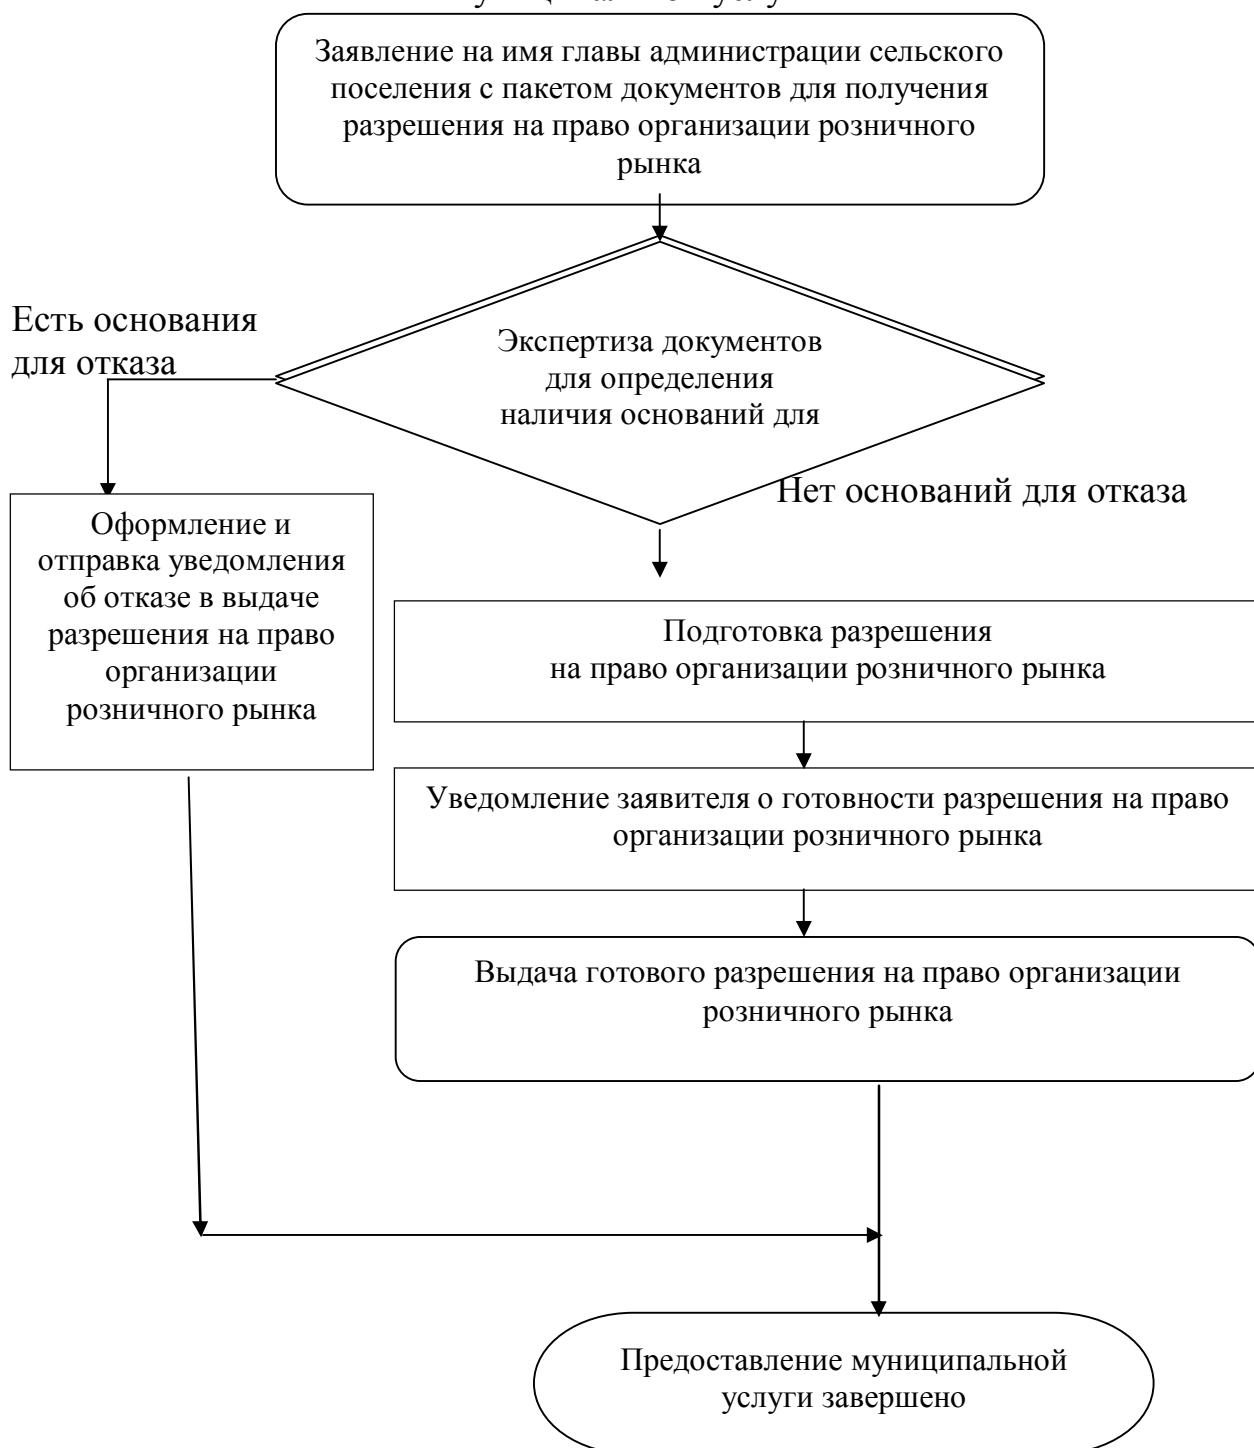 Заявление на имя главы администрации сельского
поселения с пакетом документов для получения
разрешения на право организации розничного
рынка
Есть основания
для отказа
Экспертиза документов
для определения
наличия оснований для
Нет оснований для отказа
Оформление и
отправка уведомления
об отказе в выдаче
разрешения на право
организации
розничного рынка
Подготовка разрешения
на право организации розничного рынка
Уведомление заявителя о готовности разрешения на право
организации розничного рынка
Выдача готового разрешения на право организации
розничного рынка
Предоставление муниципальной
услуги завершено